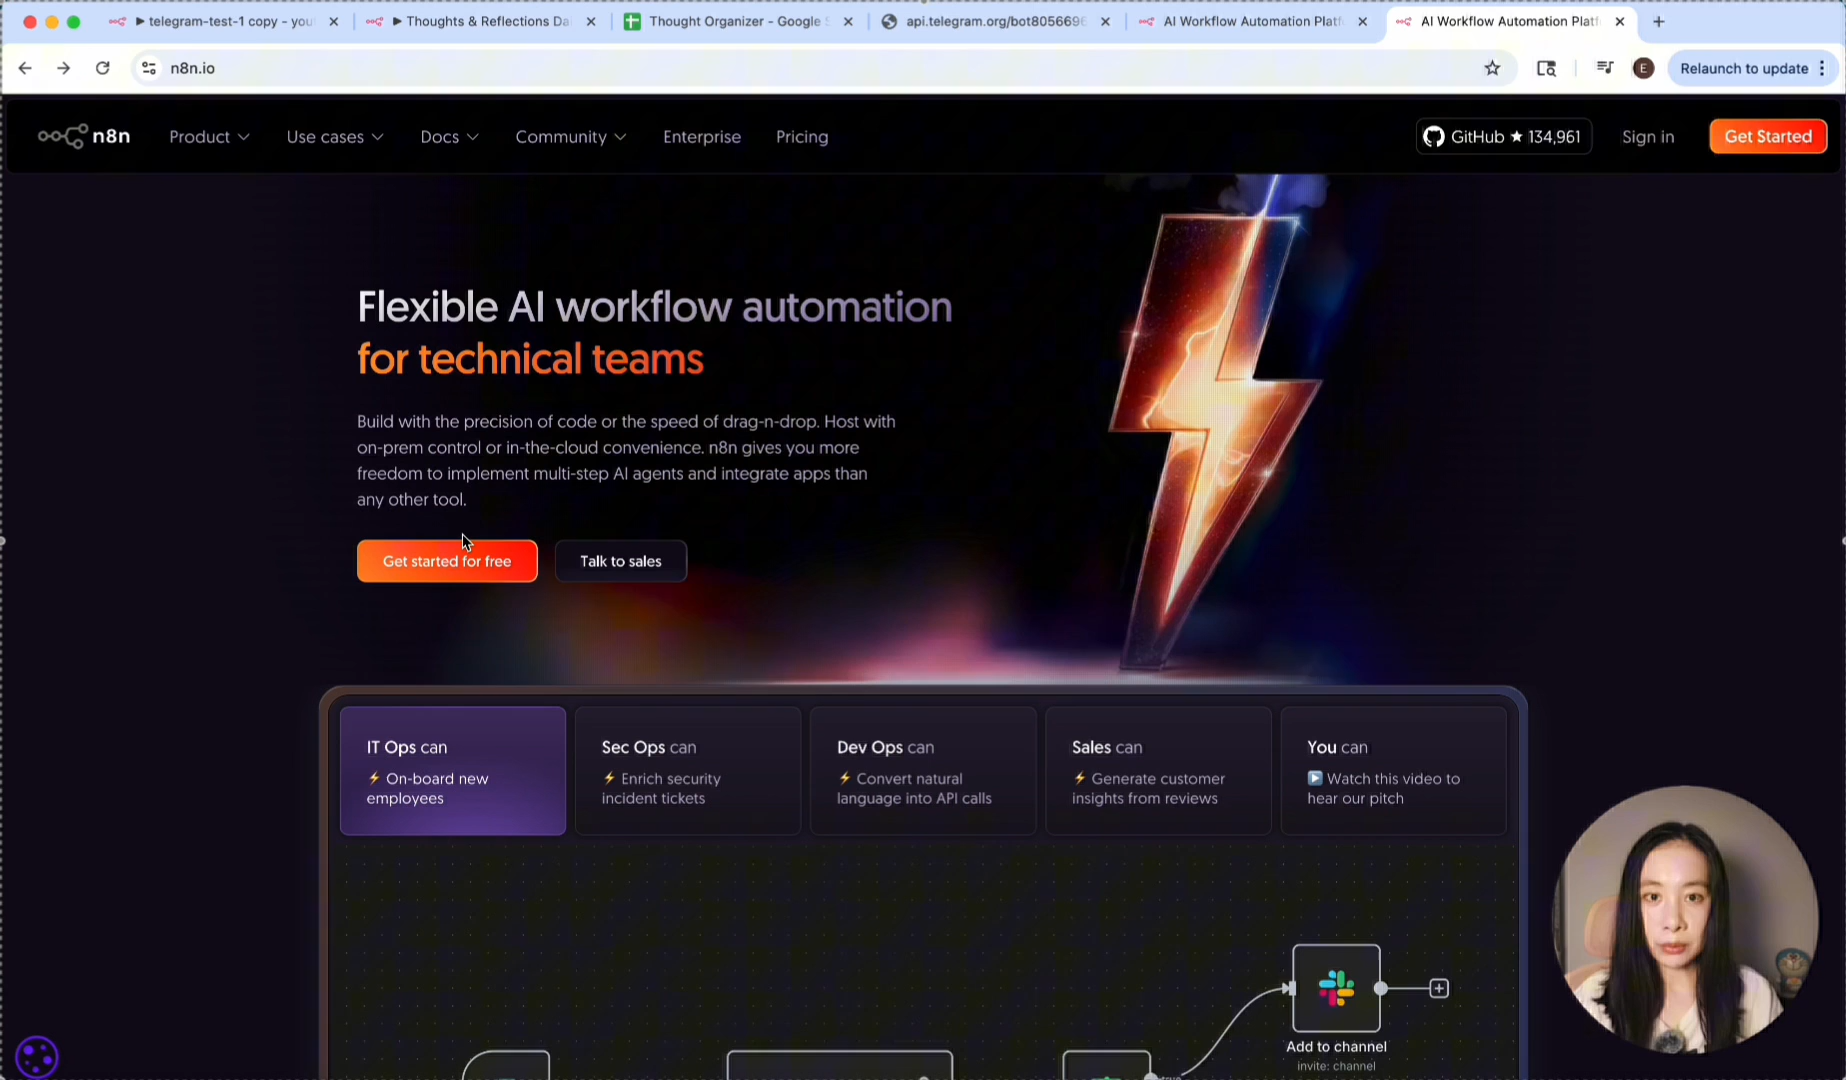 telegram-test-1 copy - you
Thoughts & Reflections Da
Thought Organizer - Google S
api.telegram.org/bot8056696
AI Workflow Automation Platf
AI Workflow Automation Platf
n8n.io
E
Relaunch to update
n8n
Product
Use cases
Docs
Community
Enterprise
Pricing
GitHub ★ 134,961
Sign in
Get Started
Flexible AI workflow automation
for technical teams
Build with the precision of code or the speed of drag-n-drop. Host with
on-prem control or in-the-cloud convenience. n8n gives you more
freedom to implement multi-step AI agents and integrate apps than
any other tool.
Get started for free
Talk to sales
IT Ops can
⚡ On-board new
employees
Sec Ops can
⚡ Enrich security
incident tickets
Dev Ops can
⚡ Convert natural
language into API calls
Sales can
⚡ Generate customer
insights from reviews
You can
▶️ Watch this video to
hear our pitch
Add to channel
invite: channel